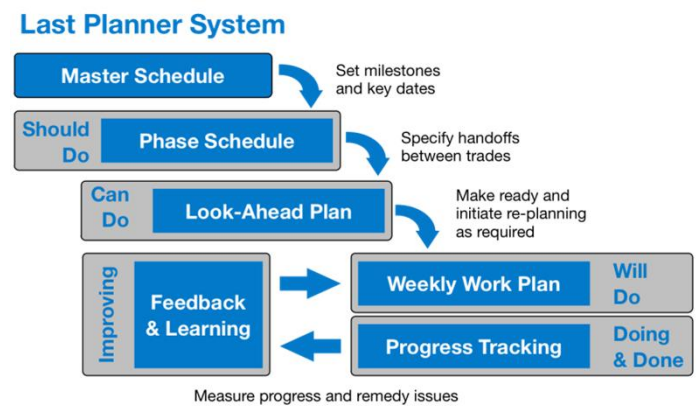 Last Planner System
Master Schedule
Set milestones
and key dates
Should
Do
Phase Schedule
Specify handoffs
between trades
Can
Do
Look-Ahead Plan
Make ready and
initiate re-planning
as required
Improving
Feedback
& Learning
Weekly Work Plan
Will
Do
Progress Tracking
Doing
& Done
Measure progress and remedy issues